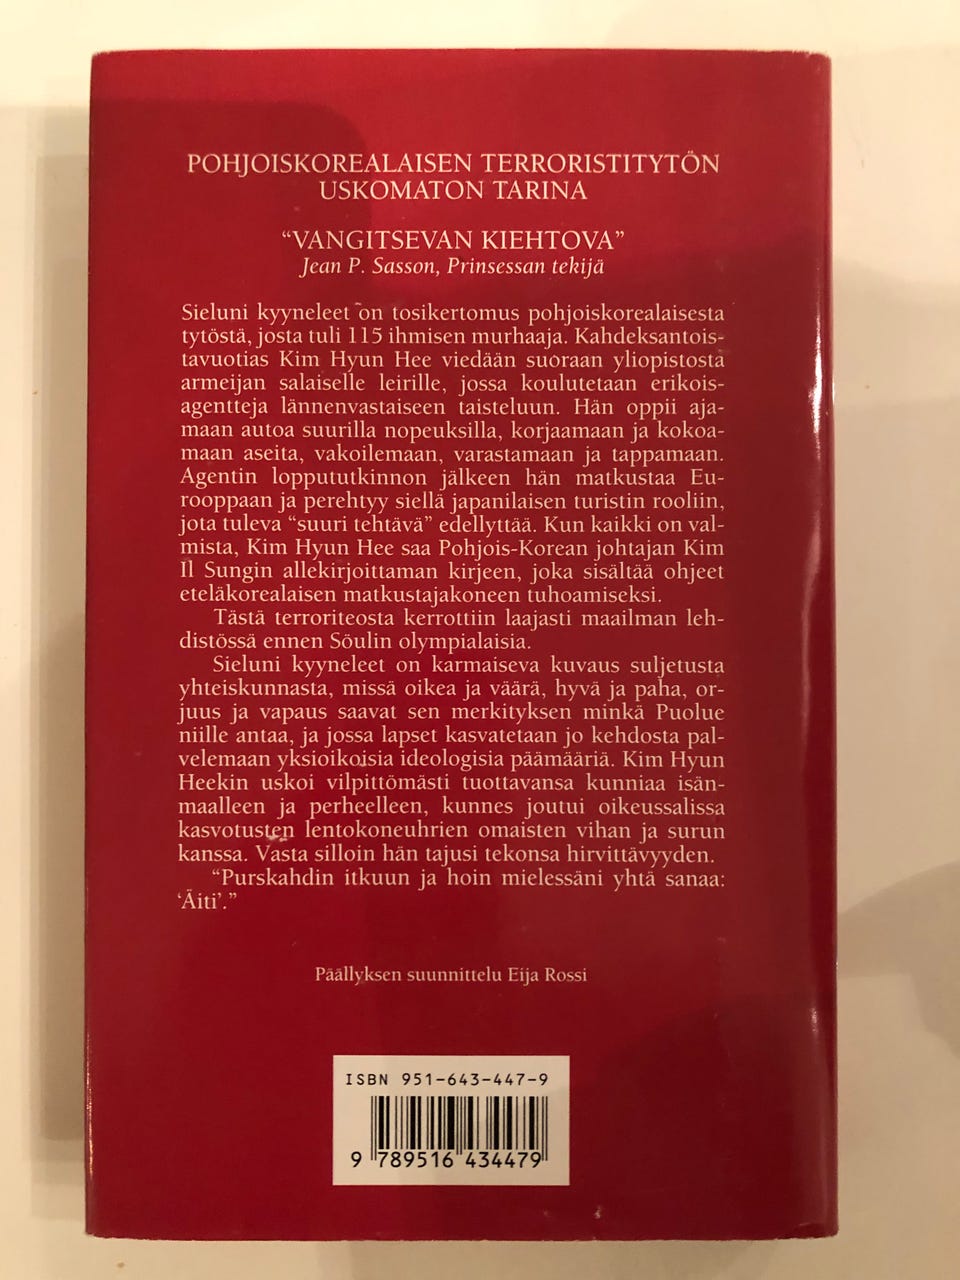 POHJOISKOREALAISEN TERRORISTITYTÖN
USKOMATON TARINA
“VANGITSEVAN KIEHTOVA”
Jean P. Sasson, Prinsessan tekijä
Sieluni kyyneleet on tosikertomus pohjoiskorealaisesta
tytöstä, josta tuli 115 ihmisen murhaaja. Kahdeksantois-
tavuotias Kim Hyun Hee viedään suoraan yliopistosta
armeijan salaiselle leirille, jossa koulutetaan erikois-
agentteja lännenvastaiseen taisteluun. Hän oppii aja-
maan autoa suurilla nopeuksilla, korjaamaan ja kokoa-
maan aseita, vakoilemaan, varastamaan ja tappamaan.
Agentin loppututkinnon jälkeen hän matkustaa Eu-
rooppaan ja perehtyy siellä japanilaisen turistin rooliin,
jota tuleva “suuri tehtävä” edellyttää. Kun kaikki on val-
mista, Kim Hyun Hee saa Pohjois-Korean johtajan Kim
Il Sungin allekirjoittaman kirjeen, joka sisältää ohjeet
eteläkorealaisen matkustajakoneen tuhoamiseksi.
Tästä terroriteosta kerrottiin laajasti maailman leh-
distössä ennen Söulin olympialaisia.
Sieluni kyyneleet on karmaiseva kuvaus suljetusta
yhteiskunnasta, missä oikea ja väärä, hyvä ja paha, or-
juus ja vapaus saavat sen merkityksen minkä Puolue
niille antaa, ja jossa lapset kasvatetaan jo kehdosta pal-
velemaan yksioikoisia ideologisia päämääriä. Kim Hyun
Heekin uskoi vilpittömästi tuottavansa kunniaa isän-
maalleen ja perheelleen, kunnes joutui oikeussalissa
kasvotusten lentokoneuhrien omaisten vihan ja surun
kanssa. Vasta silloin hän tajusi tekonsa hirvittävyyden.
“Purskahdin itkuun ja hoin mielessäni yhtä sanaa:
‘Äiti’.”
Päällyksen suunnittelu Eija Rossi
ISBN 951-643-447-9
9 789516 434479